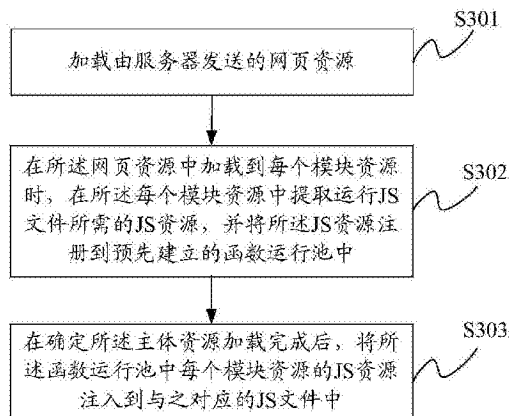 S301
加载由服务器发送的网页资源
S302
在所述网页资源中加载到每个模块资源
时，在所述每个模块资源中提取运行JS
文件所需的JS资源，并将所述JS资源注
册到预先建立的函数运行池中
S303
在确定所述主体资源加载完成后，将所
述函数运行池中每个模块资源的JS资源
注入到与之对应的JS文件中